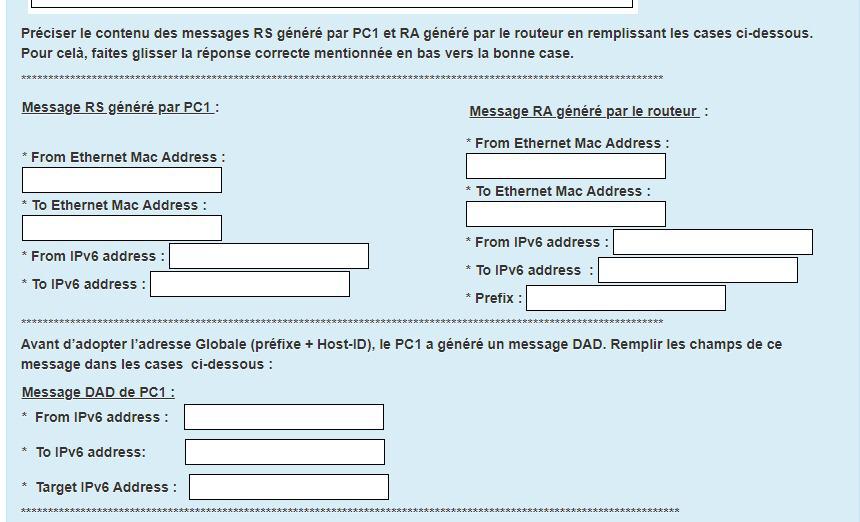 Préciser le contenu des messages RS généré par PC1 et RA généré par le routeur en remplissant les cases ci-dessous.
Pour celà, faites glisser la réponse correcte mentionnée en bas vers la bonne case.
Message RS généré par PC1 :
* From Ethernet Mac Address :
* To Ethernet Mac Address :
* From IPv6 address :
* To IPv6 address :
Message RA généré par le routeur :
* From Ethernet Mac Address :
* To Ethernet Mac Address :
* From IPv6 address :
* To IPv6 address :
* Prefix :
Avant d’adopter l’adresse Globale (préfixe + Host-ID), le PC1 a généré un message DAD. Remplir les champs de ce
message dans les cases ci-dessous :
Message DAD de PC1 :
* From IPv6 address :
* To IPv6 address:
* Target IPv6 Address :